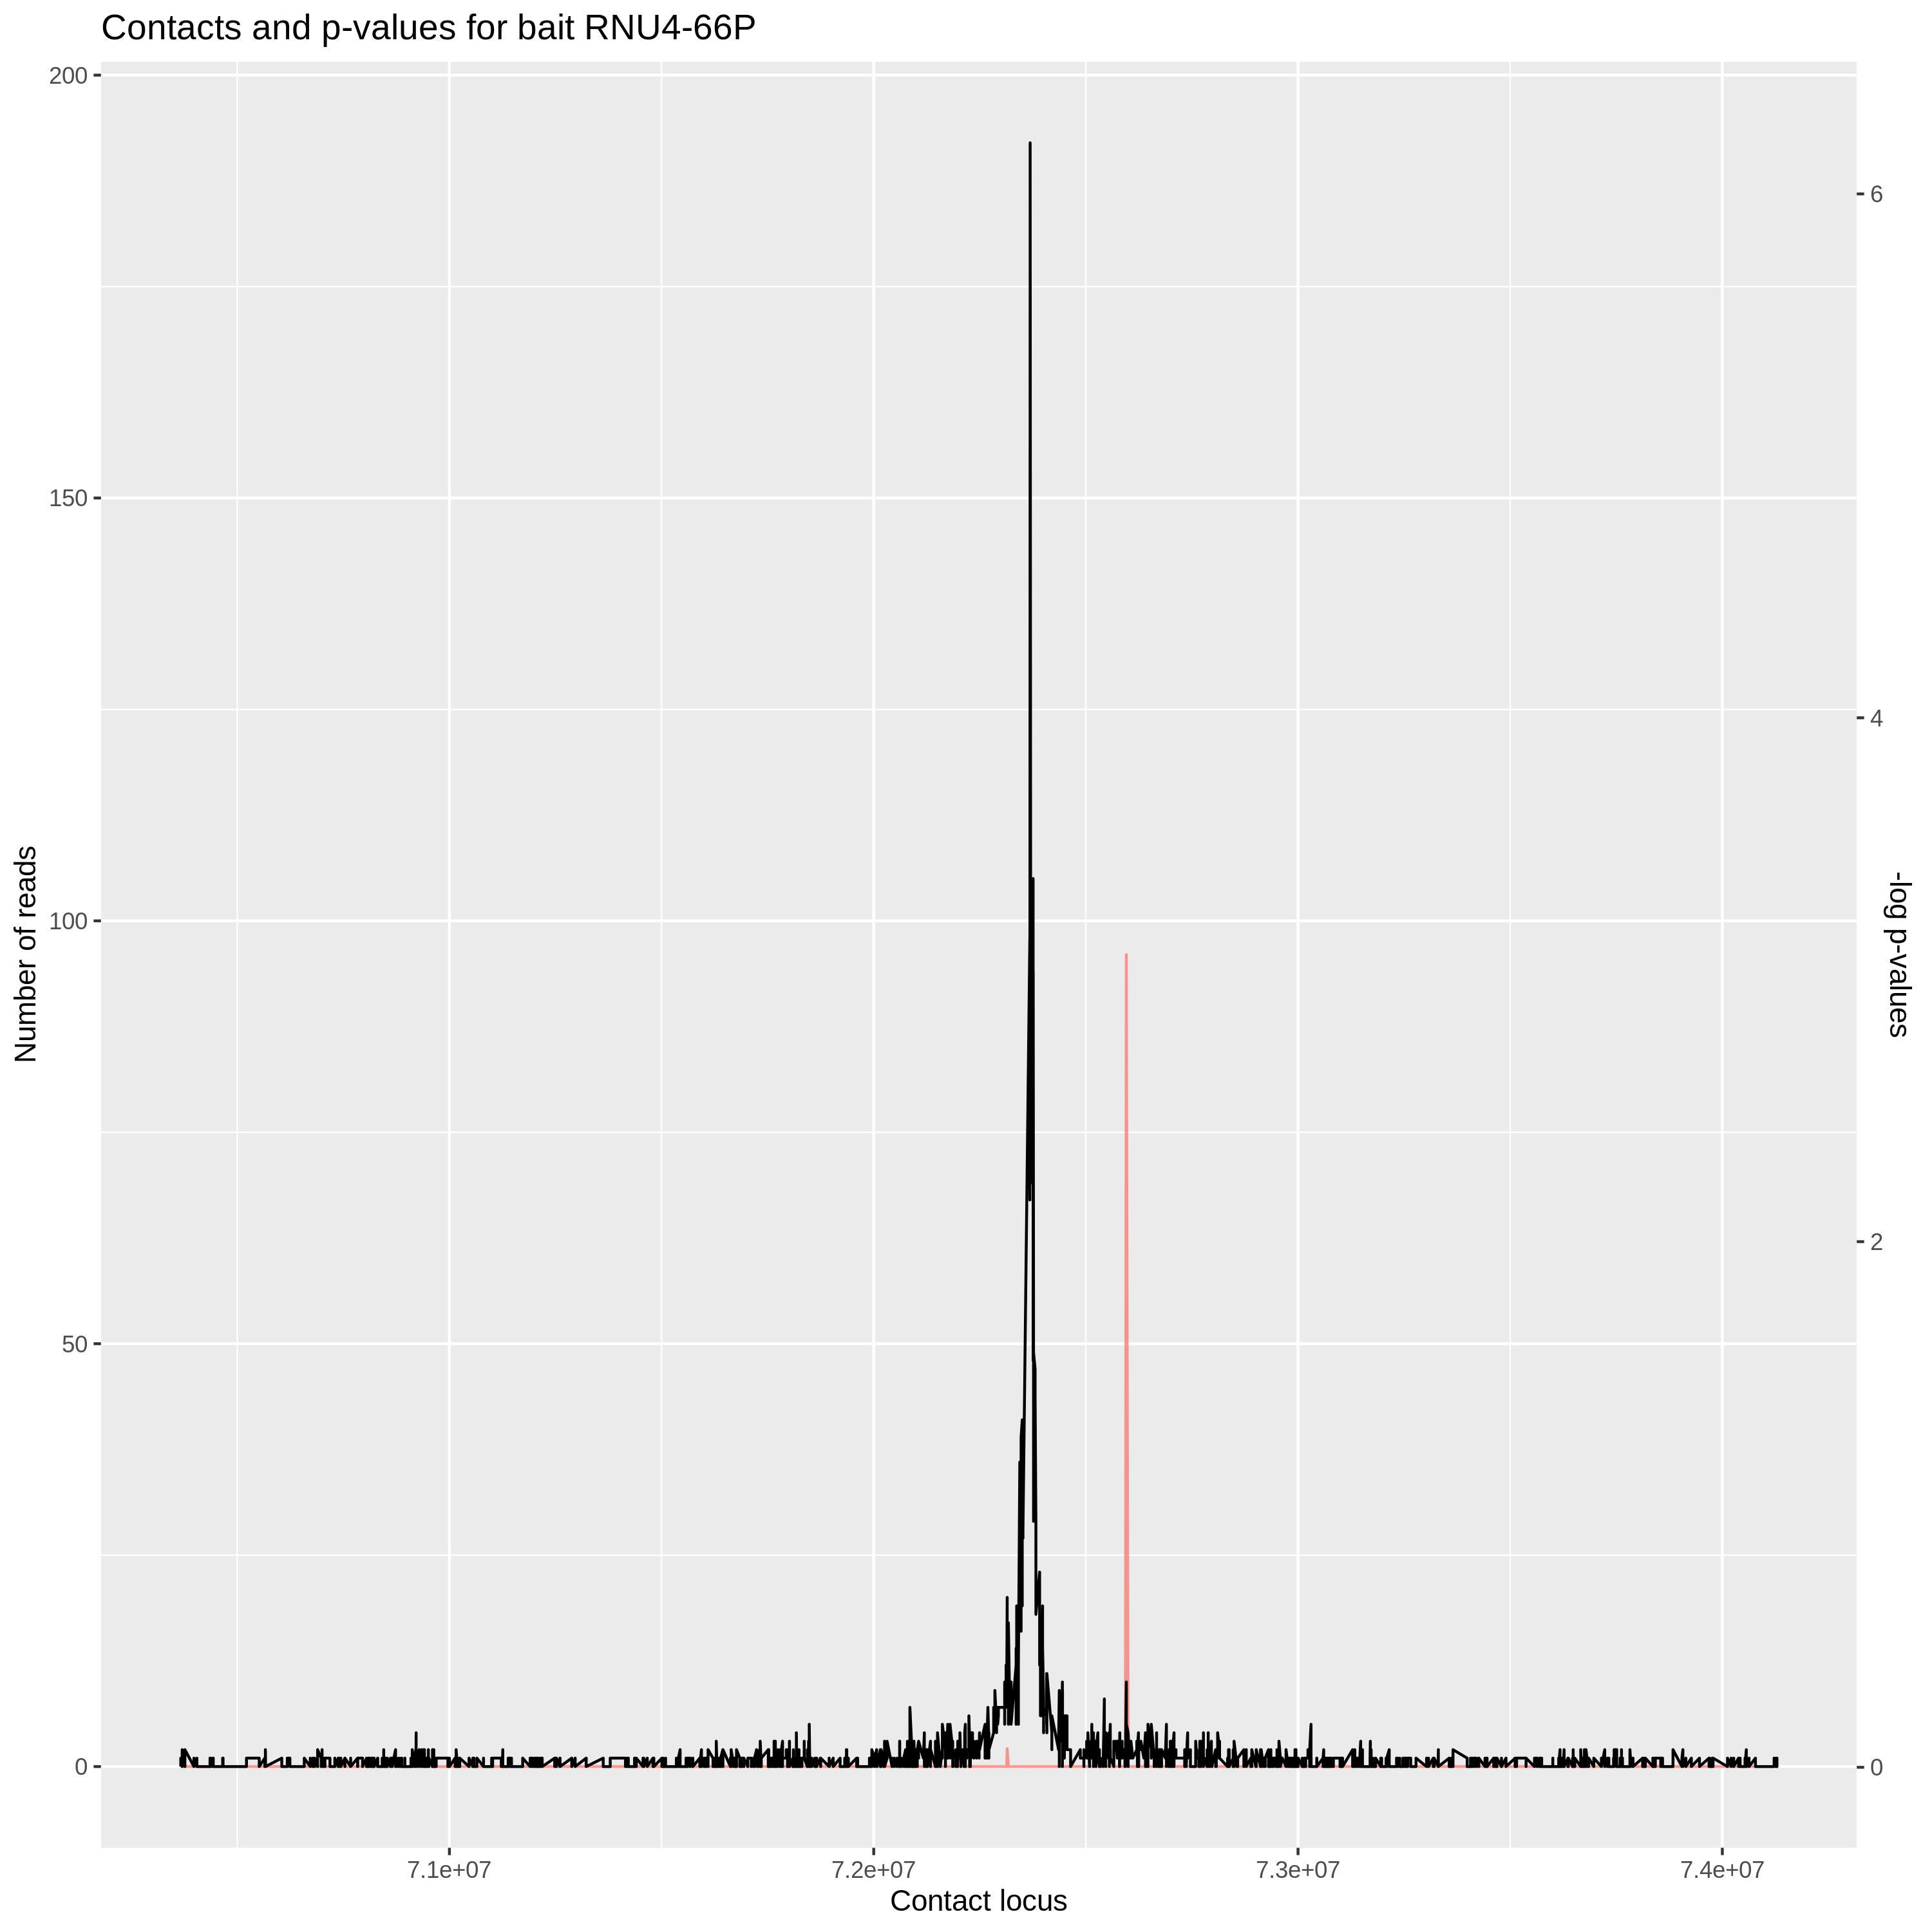 Contacts and p-values for bait RNU4-66P
200
150
100
50
0
Number of reads
6
4
2
0
-log p-values
7.1e+07
7.2e+07
7.3e+07
7.4e+07
Contact locus